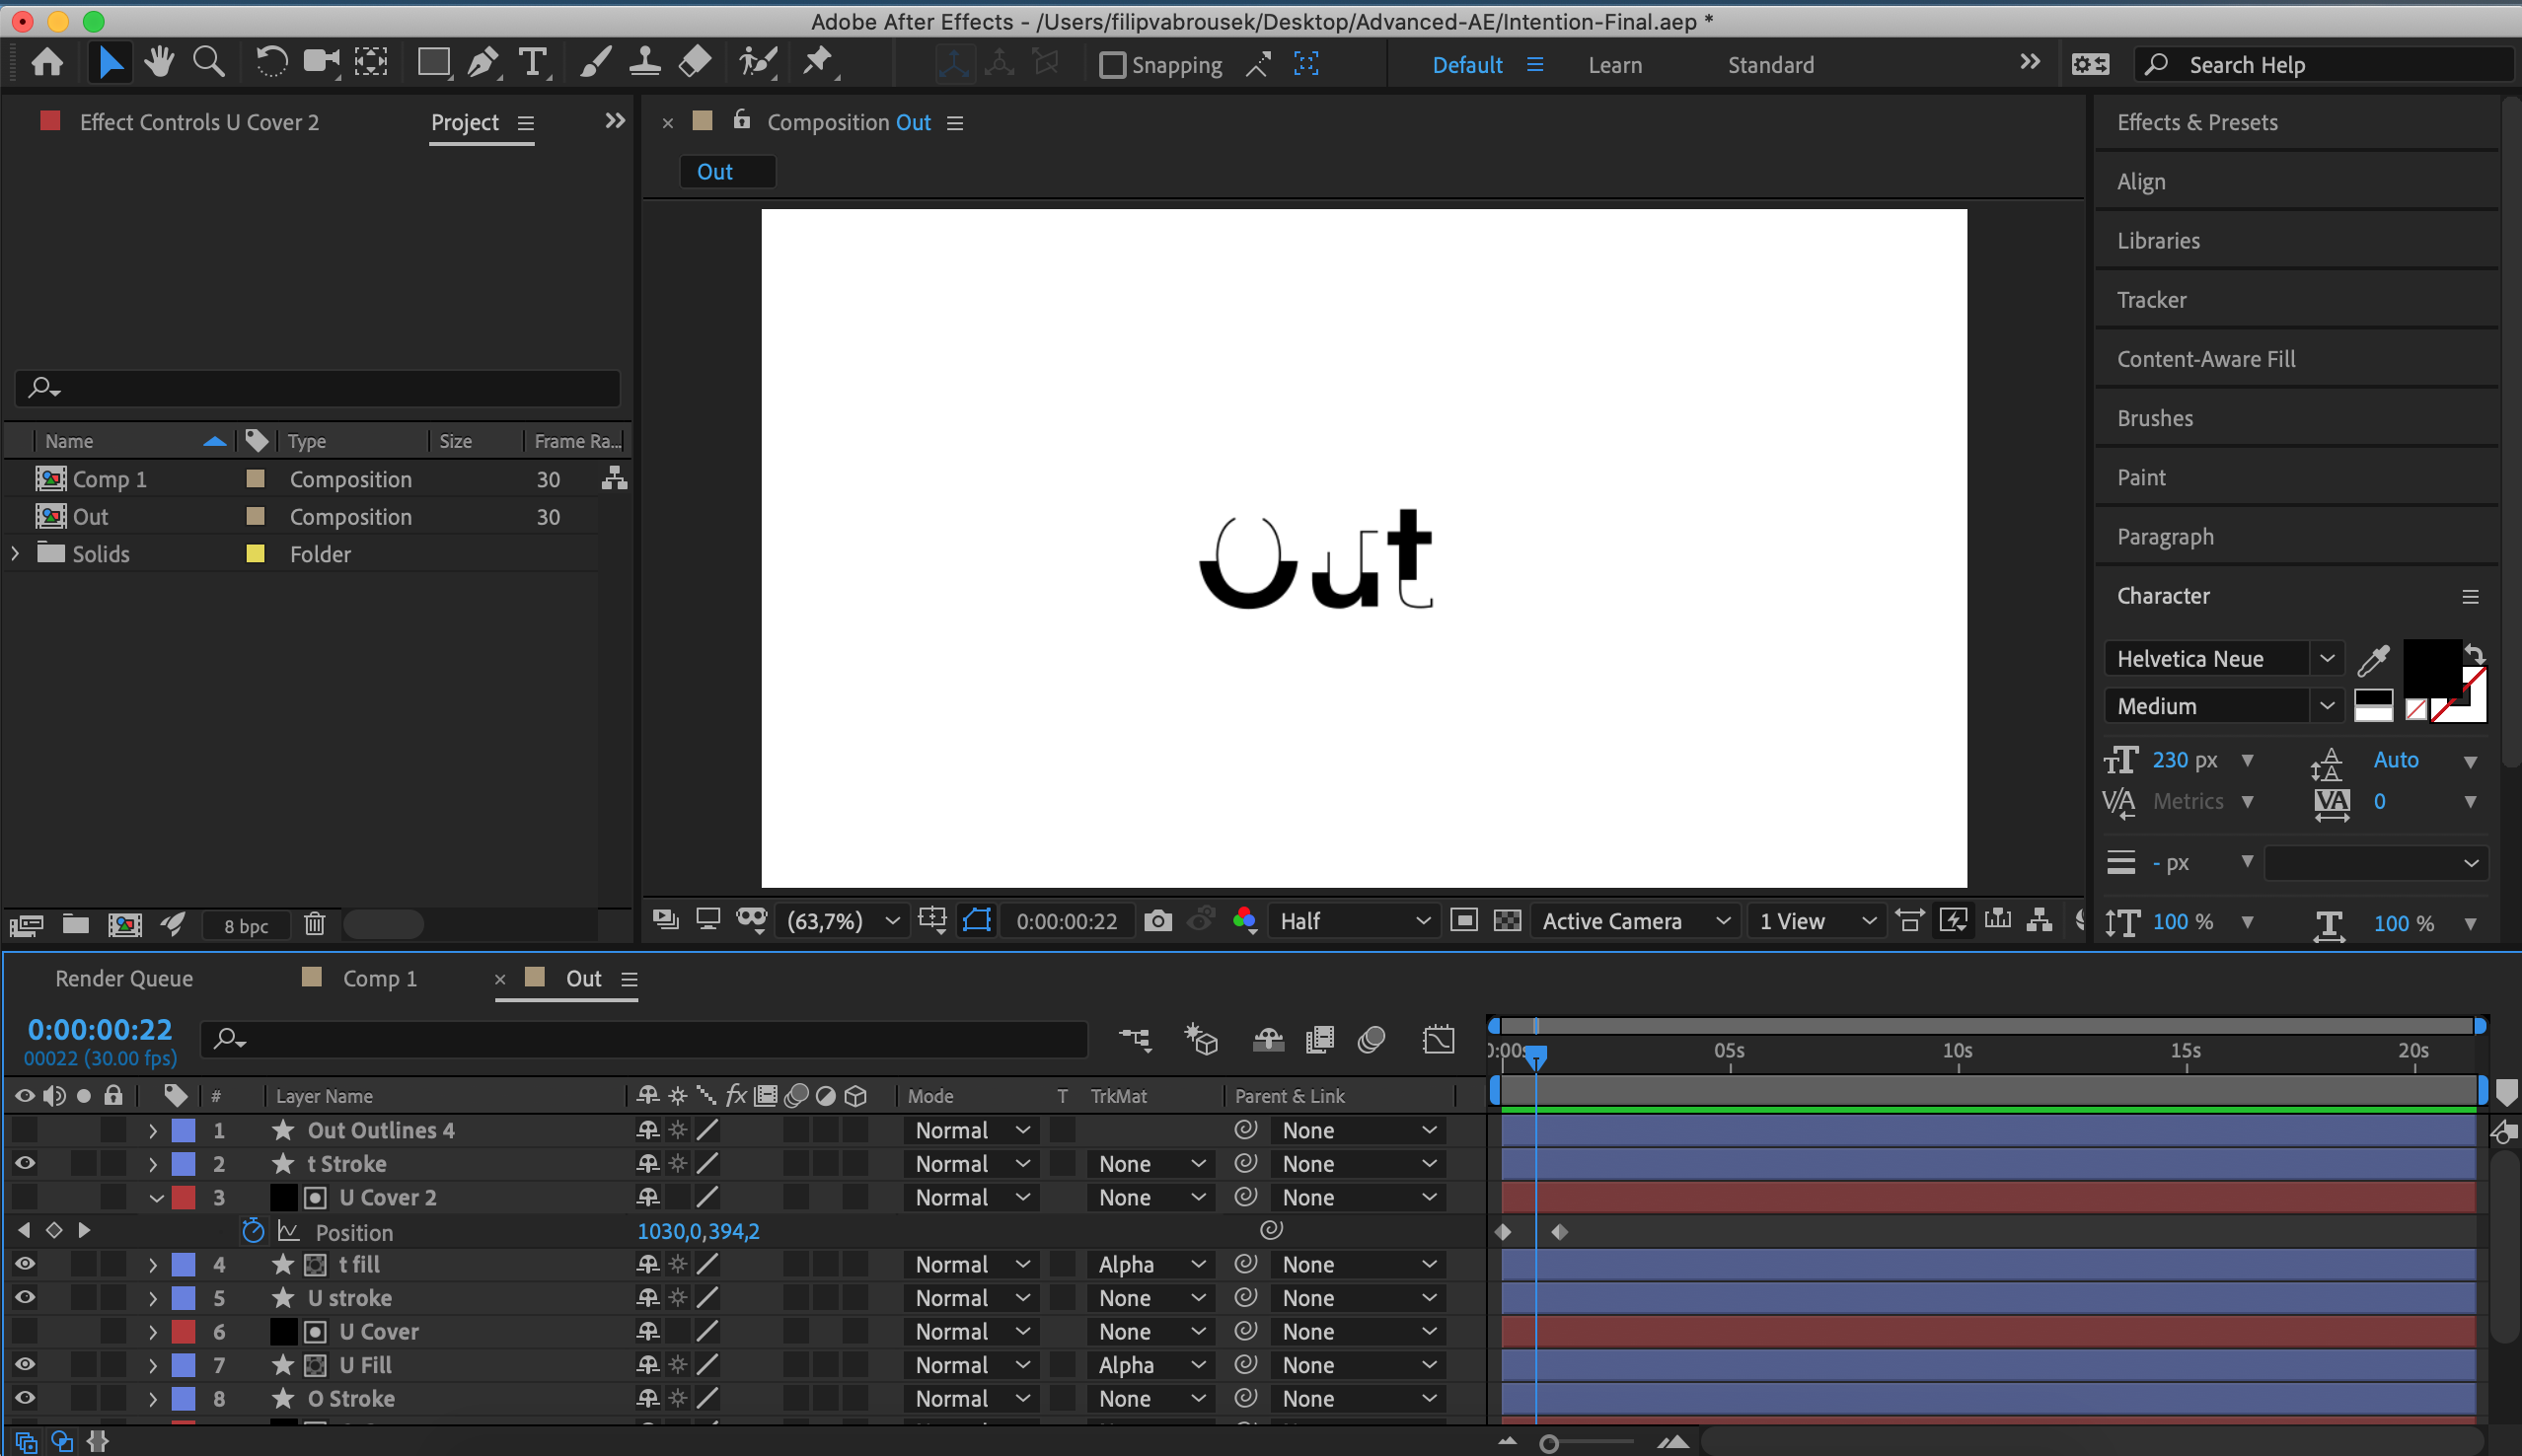 Adobe After Effects - /Users/filipvabrousek/Desktop/Advanced-AE/Intention-Final.aep *
Snapping
Default
Learn
Standard
Search Help
Effect Controls U Cover 2
Project
Composition Out
Out
Effects & Presets
Align
Libraries
Tracker
Content-Aware Fill
Brushes
Paint
Paragraph
Character
Name
Type
Size
Frame Ra...
Comp 1 Composition 30
Out Composition 30
Solids Folder
Out
Helvetica Neue
Medium
230 px
Auto
Metrics
0
- px
100 %
100 %
8 bpc
(63,7%)
0:00:00:22
Half
Active Camera
1 View
Render Queue
Comp 1
Out
0:00:00:22
00022 (30.00 fps)
0:00s
05s
10s
15s
20s
# Layer Name
fx
Mode
T TrkMat
Parent & Link
1 Out Outlines 4 Normal None
2 t Stroke Normal None None
3 U Cover 2 Normal None None
Position 1030,0,394,2
4 t fill Normal Alpha None
5 U stroke Normal None None
6 U Cover Normal None None
7 U Fill Normal Alpha None
8 O Stroke Normal None None